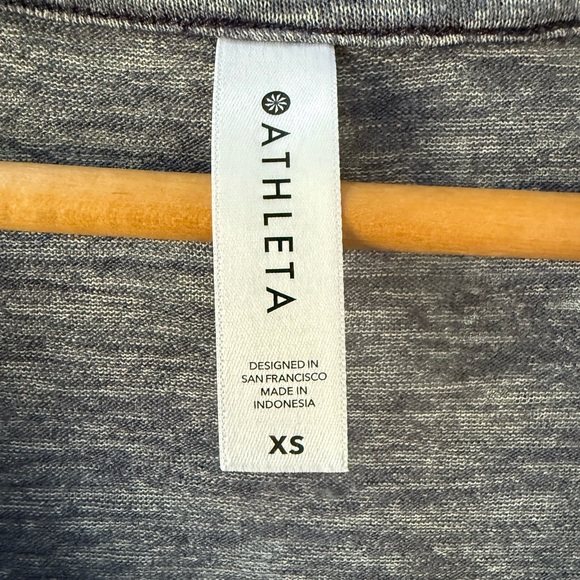 ATHLETA
DESIGNED IN
SAN FRANCISCO
MADE IN
INDONESIA
XS